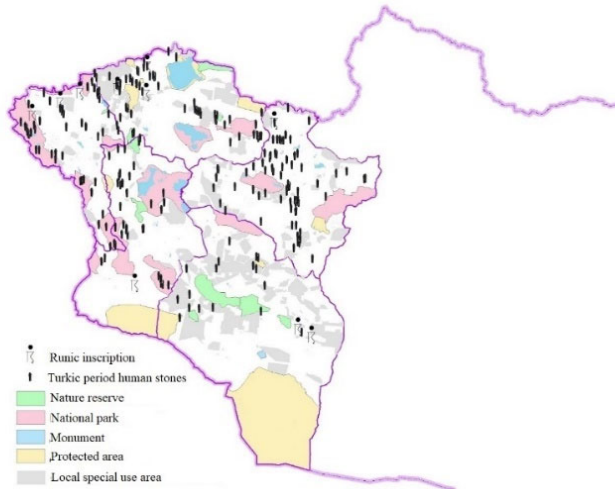 Runic inscription
Turkic period human stones
Nature reserve
National park
Monument
Protected area
Local special use area